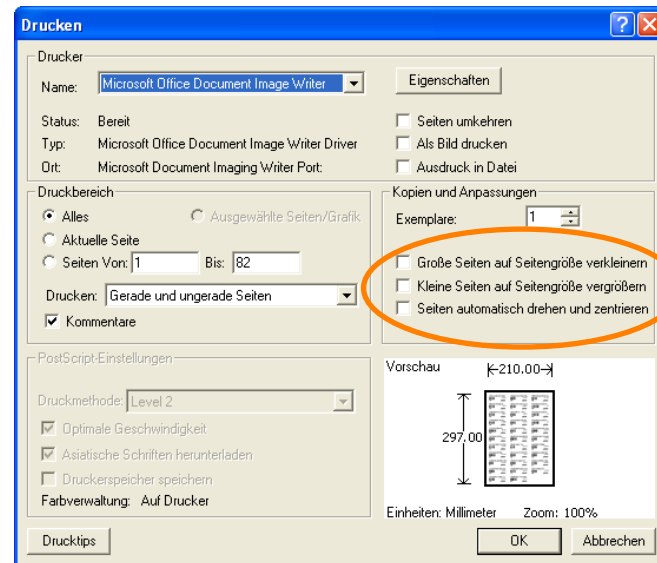 Drucken
Drucker
Name: Microsoft Office Document Image Writer
Eigenschaften
Status: Bereit
Seiten umkehren
Typ: Microsoft Office Document Image Writer Driver
Als Bild drucken
Ort: Microsoft Document Imaging Writer Port:
Ausdruck in Datei
Druckbereich
Alles
Ausgewählte Seiten/Grafik
Aktuelle Seite
Seiten Von: 1 Bis: 82
Drucken: Gerade und ungerade Seiten
Kommentare
Kopien und Anpassungen
Exemplare: 1
Große Seiten auf Seitengröße verkleinern
Kleine Seiten auf Seitengröße vergrößern
Seiten automatisch drehen und zentrieren
PostScript-Einstellungen
Druckmethode: Level 2
Optimale Geschwindigkeit
Asiatische Schriften herunterladen
Druckerspeicher speichern
Farbverwaltung: Auf Drucker
Vorschau
210.00
297.00
Einheiten: Millimeter Zoom: 100%
Drucktips
OK
Abbrechen